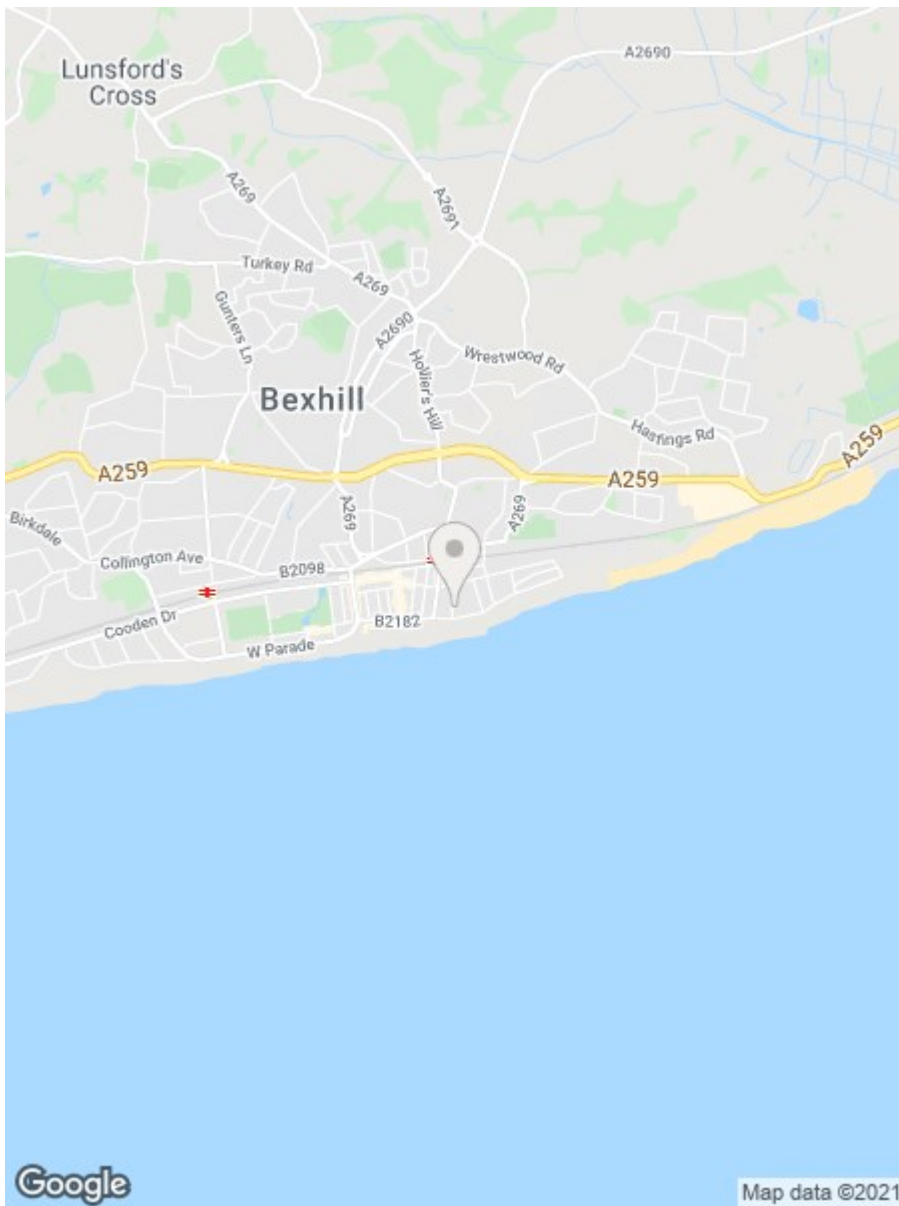 A2690
Lunsford's
Cross
A269
A2691
Turkey Rd
A269
Gunters Ln
A2690
Hollier's Hill
Wrestwood Rd
Bexhill
Hastings Rd
A259
A259
A259
A269
A269
Birkdale
Collington Ave
B2098
Cooden Dr
B2182
W Parade
Google
Map data ©2021